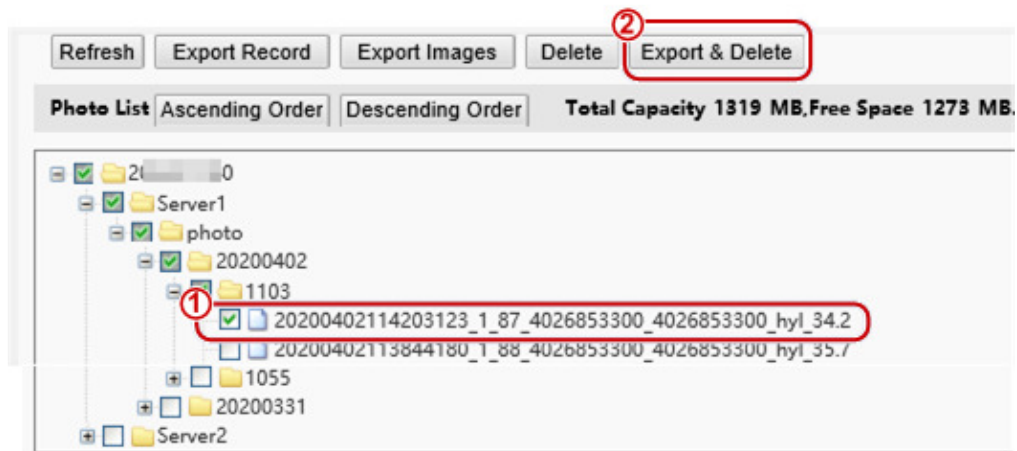 ②
Refresh Export Record Export Images Delete Export & Delete
Photo List Ascending Order Descending Order Total Capacity 1319 MB,Free Space 1273 MB.
Server1
photo
20200402
1103
①
20200402114203123_1_87_4026853300_4026853300_hyl_34.2
20200402113844180_1_88_4026853300_4026853300_hyl_35.7
1055
20200331
Server2